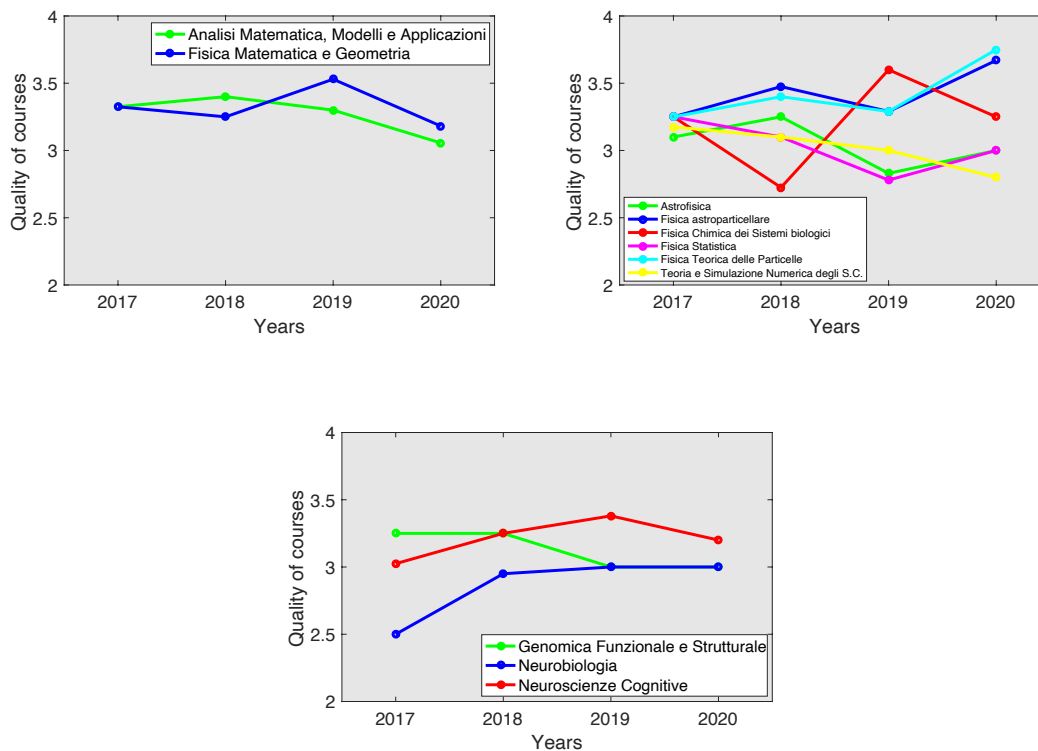 4
3.5
3
2.5
2
Quality of courses
Analisi Matematica, Modelli e Applicazioni
Fisica Matematica e Geometria
2017 2018 2019 2020
Years
4
3.5
3
2.5
2
Quality of courses
Astrofisica
Fisica astroparticellare
Fisica Chimica dei Sistemi biologici
Fisica Statistica
Fisica Teorica delle Particelle
Teoria e Simulazione Numerica degli S.C.
2017 2018 2019 2020
Years
4
3.5
3
2.5
2
Quality of courses
Genomica Funzionale e Strutturale
Neurobiologia
Neuroscienze Cognitive
2017 2018 2019 2020
Years